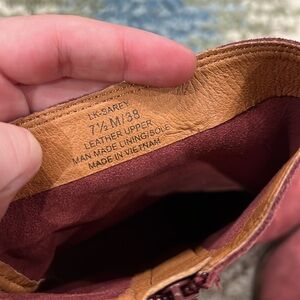 LK-SAREY
7½ M/38
LEATHER UPPER
MAN MADE LINING/SOLE
MADE IN VIETNAM